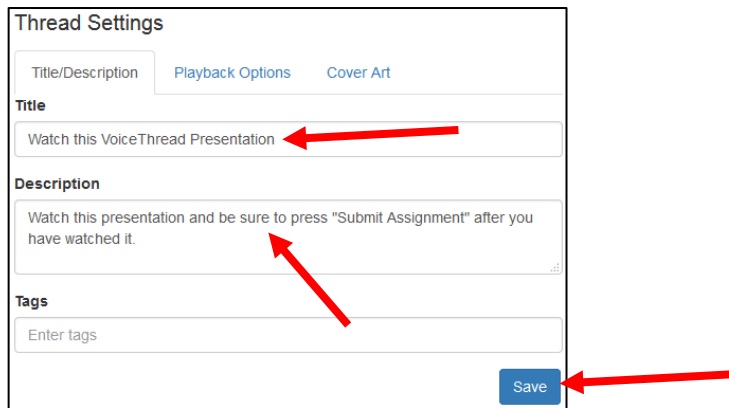 Thread Settings
Title/Description Playback Options Cover Art
Title
Watch this VoiceThread Presentation
Description
Watch this presentation and be sure to press "Submit Assignment" after you
have watched it.
Tags
Enter tags
Save